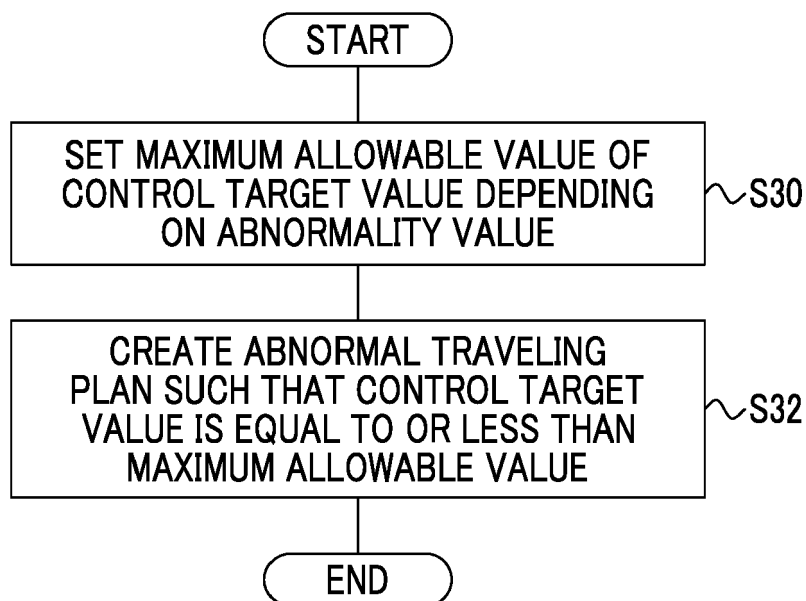 START
SET MAXIMUM ALLOWABLE VALUE OF
CONTROL TARGET VALUE DEPENDING
ON ABNORMALITY VALUE
S30
CREATE ABNORMAL TRAVELING
PLAN SUCH THAT CONTROL TARGET
VALUE IS EQUAL TO OR LESS THAN
MAXIMUM ALLOWABLE VALUE
S32
END